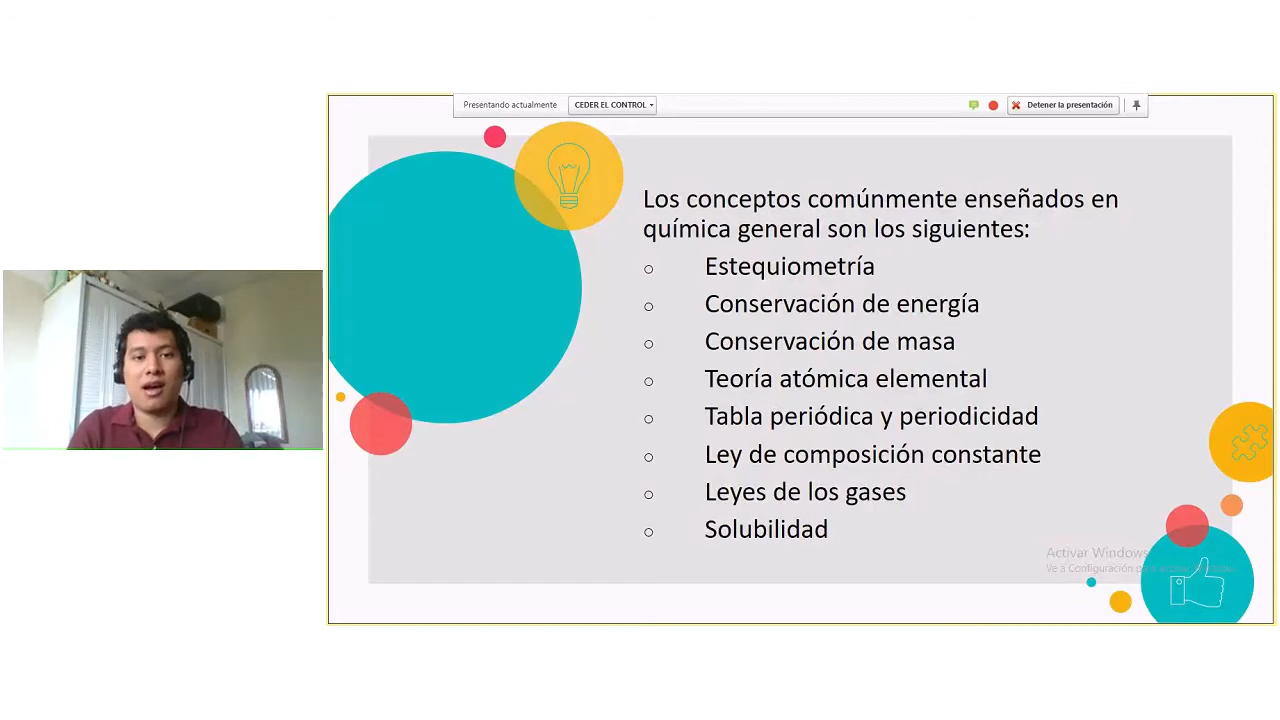 Presentando actualmente CEDER EL CONTROL Detener la presentación
Los conceptos comúnmente enseñados en
química general son los siguientes:
Estequiometría
Conservación de energía
Conservación de masa
Teoría atómica elemental
Tabla periódica y periodicidad
Ley de composición constante
Leyes de los gases
Solubilidad
Activar Windows
Ve a Configuración